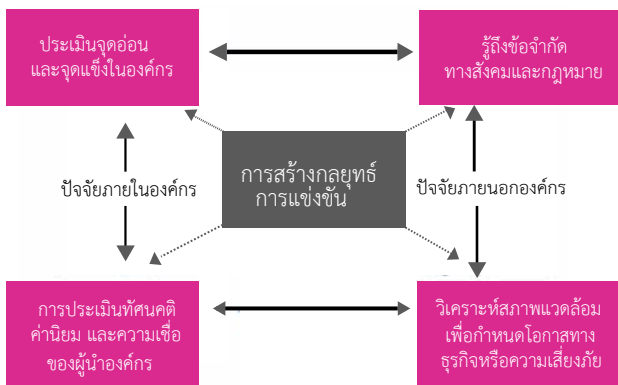 ประเมินจุดอ่อน
และจุดแข็งในองค์กร
รู้ถึงข้อจำกัด
ทางสังคมและกฎหมาย
การสร้างกลยุทธ์
การแข่งขัน
ปัจจัยภายในองค์กร
ปัจจัยภายนอกองค์กร
การประเมินทัศนคติ
ค่านิยม และความเชื่อ
ของผู้นำองค์กร
วิเคราะห์สภาพแวดล้อม
เพื่อกำหนดโอกาสทาง
ธุรกิจหรือความเสี่ยงภัย